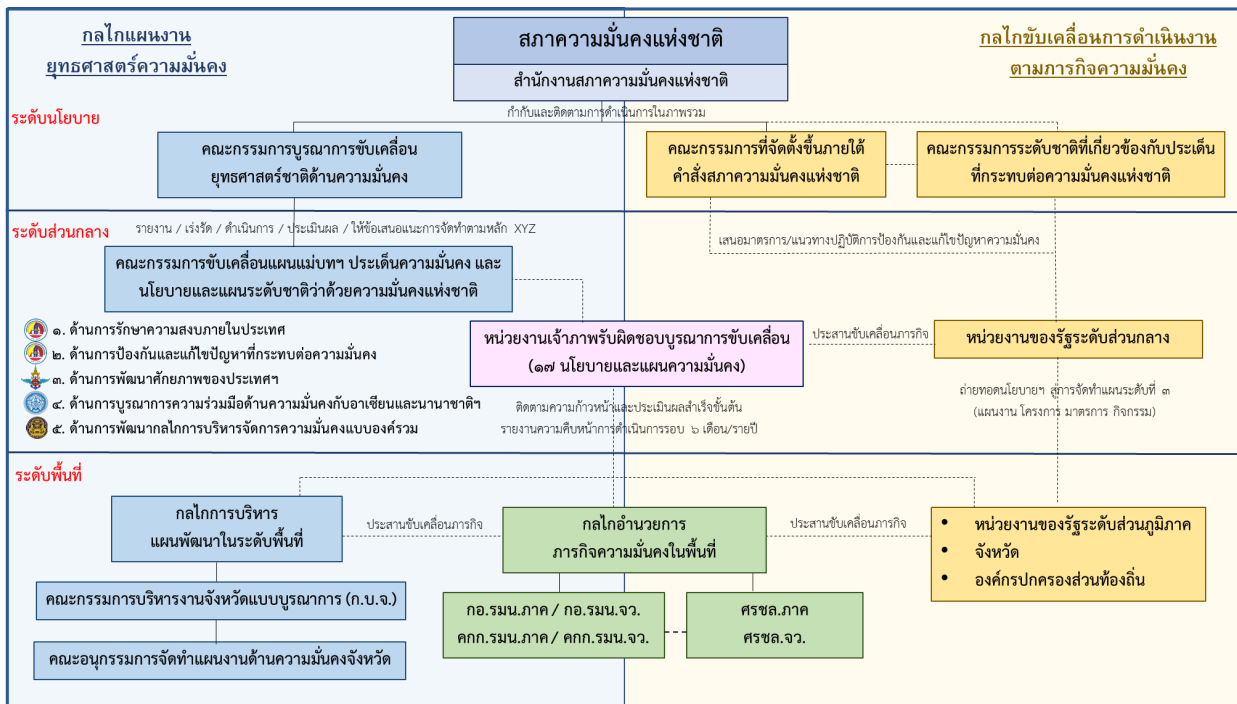 กลไกแผนงาน
ยุทธศาสตร์ความมั่นคง
สภาความมั่นคงแห่งชาติ
สำนักงานสภาความมั่นคงแห่งชาติ
กลไกขับเคลื่อนการดำเนินงาน
ตามภารกิจความมั่นคง
ระดับนโยบาย
กำกับและติดตามการดำเนินการในภาพรวม
คณะกรรมการบูรณาการขับเคลื่อน
ยุทธศาสตร์ชาติด้านความมั่นคง
คณะกรรมการที่จัดตั้งขึ้นภายใต้
คำสั่งสภาความมั่นคงแห่งชาติ
คณะกรรมการระดับชาติที่เกี่ยวข้องกับประเด็น
ที่กระทบต่อความมั่นคงแห่งชาติ
ระดับส่วนกลาง
รายงาน / เร่งรัด / ดำเนินการ / ประเมินผล / ให้ข้อเสนอแนะการจัดทำตามหลัก XYZ
เสนอมาตรการ/แนวทางปฏิบัติการป้องกันและแก้ไขปัญหาความมั่นคง
คณะกรรมการขับเคลื่อนแผนแม่บทฯ ประเด็นความมั่นคง และ
นโยบายและแผนระดับชาติว่าด้วยความมั่นคงแห่งชาติ
๑. ด้านการรักษาความสงบภายในประเทศ
๒. ด้านการป้องกันและแก้ไขปัญหาที่กระทบต่อความมั่นคง
๓. ด้านการพัฒนาศักยภาพของประเทศฯ
๔. ด้านการบูรณาการความร่วมมือด้านความมั่นคงกับอาเซียนและนานาชาติฯ
๕. ด้านการพัฒนากลไกการบริหารจัดการความมั่นคงแบบองค์รวม
หน่วยงานเจ้าภาพรับผิดชอบบูรณาการขับเคลื่อน
(๑๗ นโยบายและแผนความมั่นคง)
ประสานขับเคลื่อนภารกิจ
หน่วยงานของรัฐระดับส่วนกลาง
ติดตามความก้าวหน้าและประเมินผลสำเร็จขั้นต้น
รายงานความคืบหน้าการดำเนินการรอบ ๖ เดือน/รายปี
ถ่ายทอดนโยบายฯ สู่การจัดทำแผนระดับที่ ๓
(แผนงาน โครงการ มาตรการ กิจกรรม)
ระดับพื้นที่
กลไกการบริหาร
แผนพัฒนาในระดับพื้นที่
ประสานขับเคลื่อนภารกิจ
กลไกอำนวยการ
ภารกิจความมั่นคงในพื้นที่
ประสานขับเคลื่อนภารกิจ
• หน่วยงานของรัฐระดับส่วนภูมิภาค
• จังหวัด
• องค์กรปกครองส่วนท้องถิ่น
คณะกรรมการบริหารงานจังหวัดแบบบูรณาการ (ก.บ.จ.)
คณะอนุกรรมการจัดทำแผนงานด้านความมั่นคงจังหวัด
กอ.รมน.ภาค / กอ.รมน.จว.
คกก.รมน.ภาค / คกก.รมน.จว.
ศรชล.ภาค
ศรชล.จว.